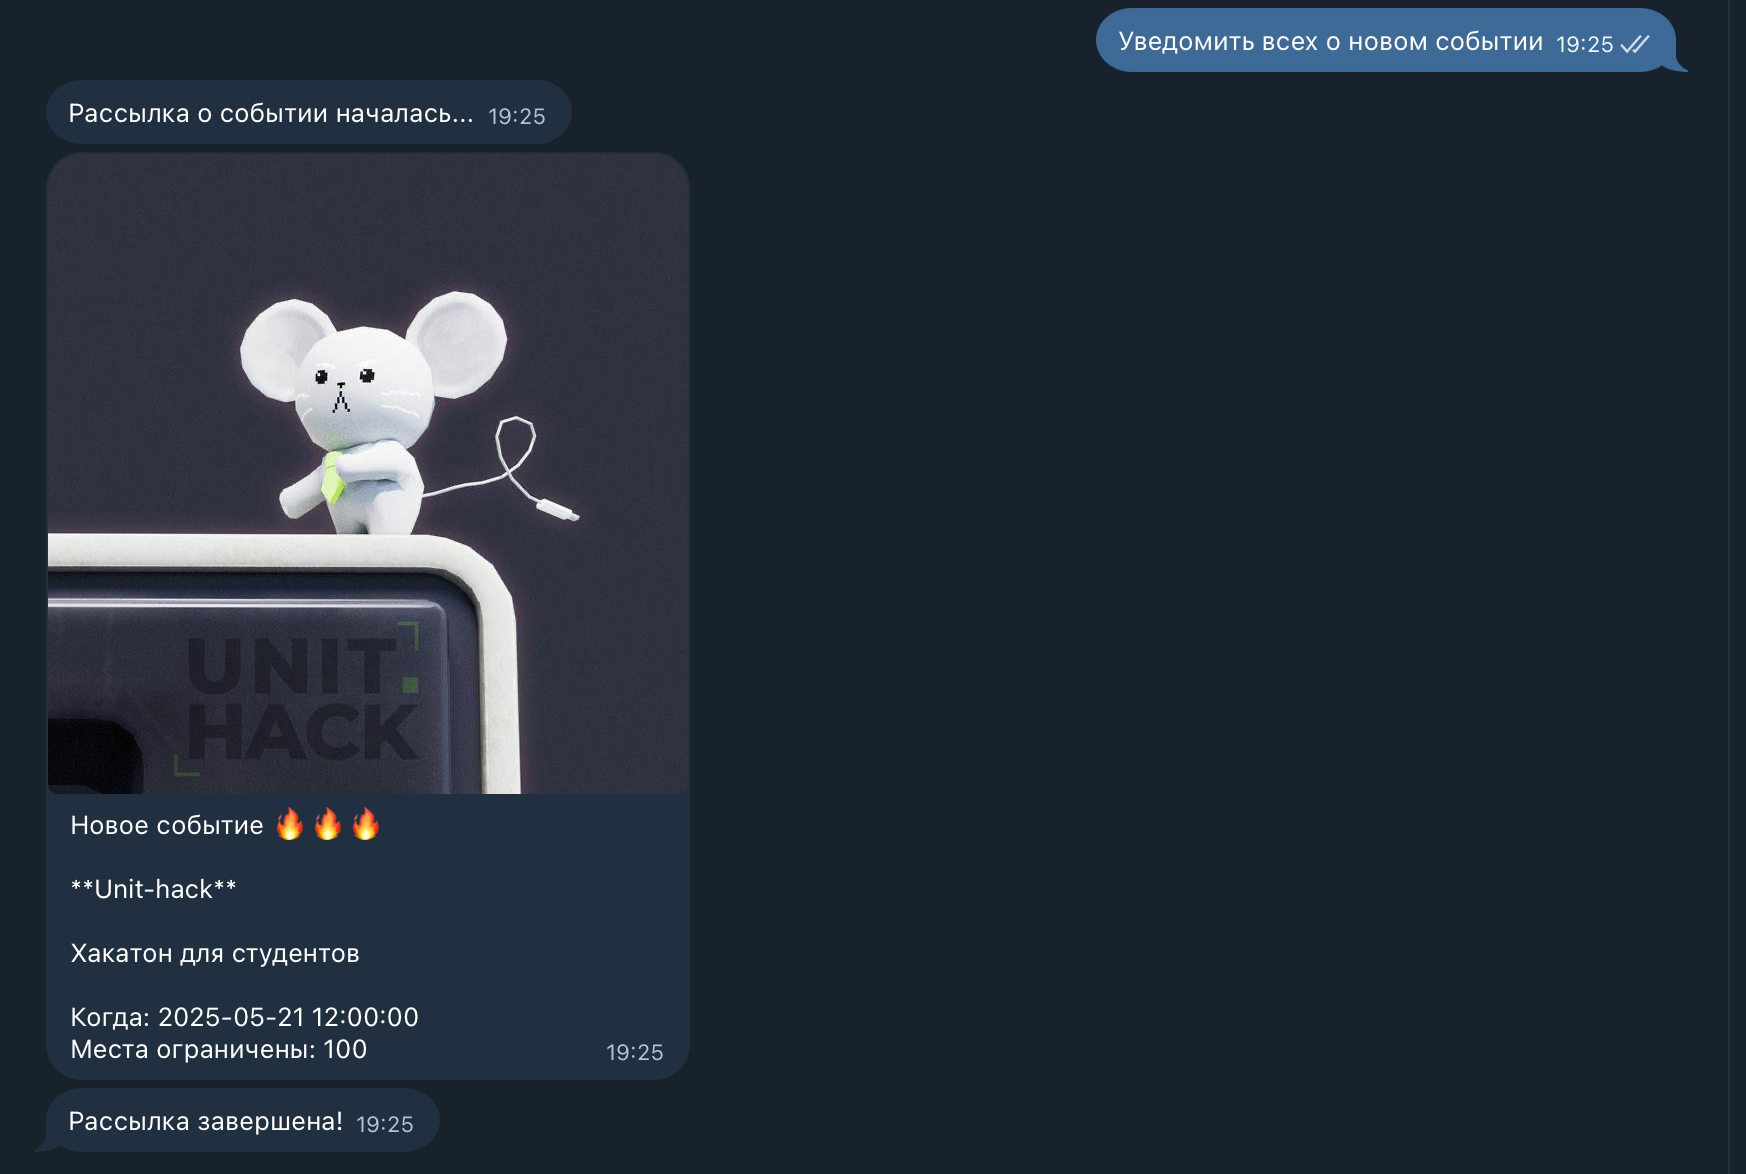 Уведомить всех о новом событии 19:25
Рассылка о событии началась... 19:25
UNIT.
HACK
Новое событие 🔥🔥🔥
**Unit-hack**
Хакатон для студентов
Когда: 2025-05-21 12:00:00
Места ограничены: 100
19:25
Рассылка завершена! 19:25